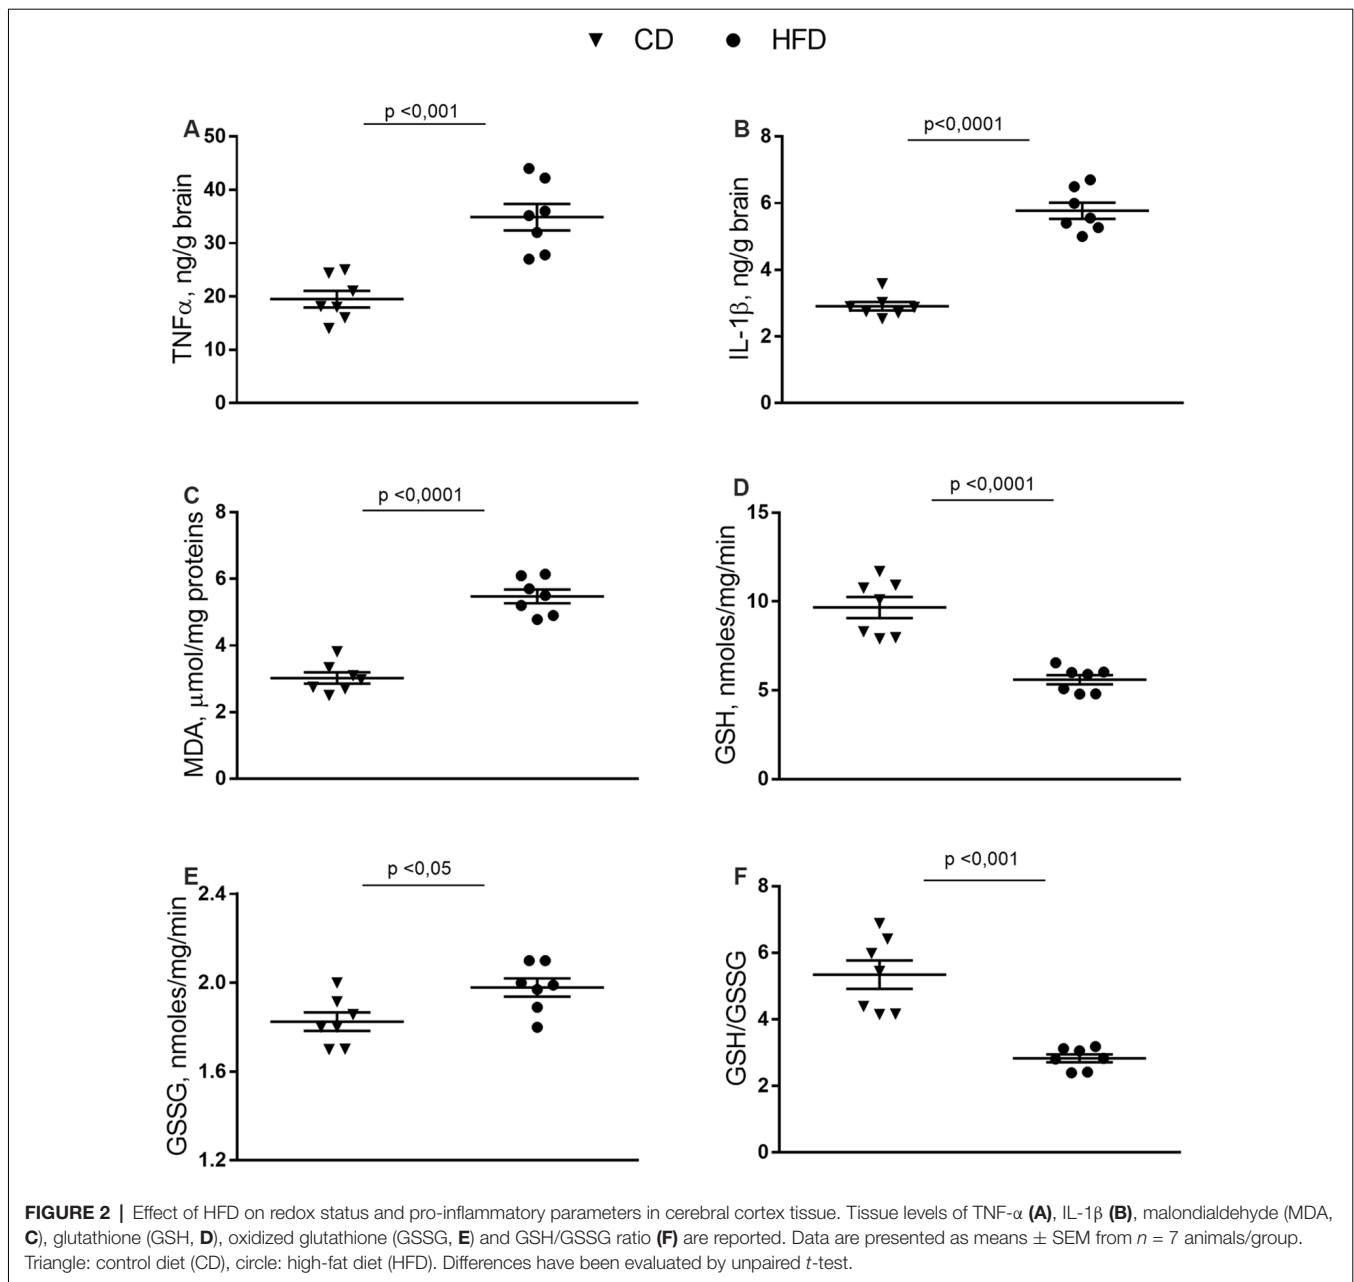 CD HFD
A
p <0,001
50
40
30
20
10
0
TNFα, ng/g brain
B
p<0,0001
8
6
4
2
0
IL-1β, ng/g brain
C
p <0,0001
8
6
4
2
0
MDA, μmol/mg proteins
D
p <0,0001
15
10
5
0
GSH, nmoles/mg/min
E
p <0,05
2.4
2.0
1.6
1.2
GSSG, nmoles/mg/min
F
p <0,001
8
6
4
2
0
GSH/GSSG
FIGURE 2 | Effect of HFD on redox status and pro-inflammatory parameters in cerebral cortex tissue. Tissue levels of TNF-α (A), IL-1β (B), malondialdehyde (MDA,
C), glutathione (GSH, D), oxidized glutathione (GSSG, E) and GSH/GSSG ratio (F) are reported. Data are presented as means ± SEM from n = 7 animals/group.
Triangle: control diet (CD), circle: high-fat diet (HFD). Differences have been evaluated by unpaired t-test.